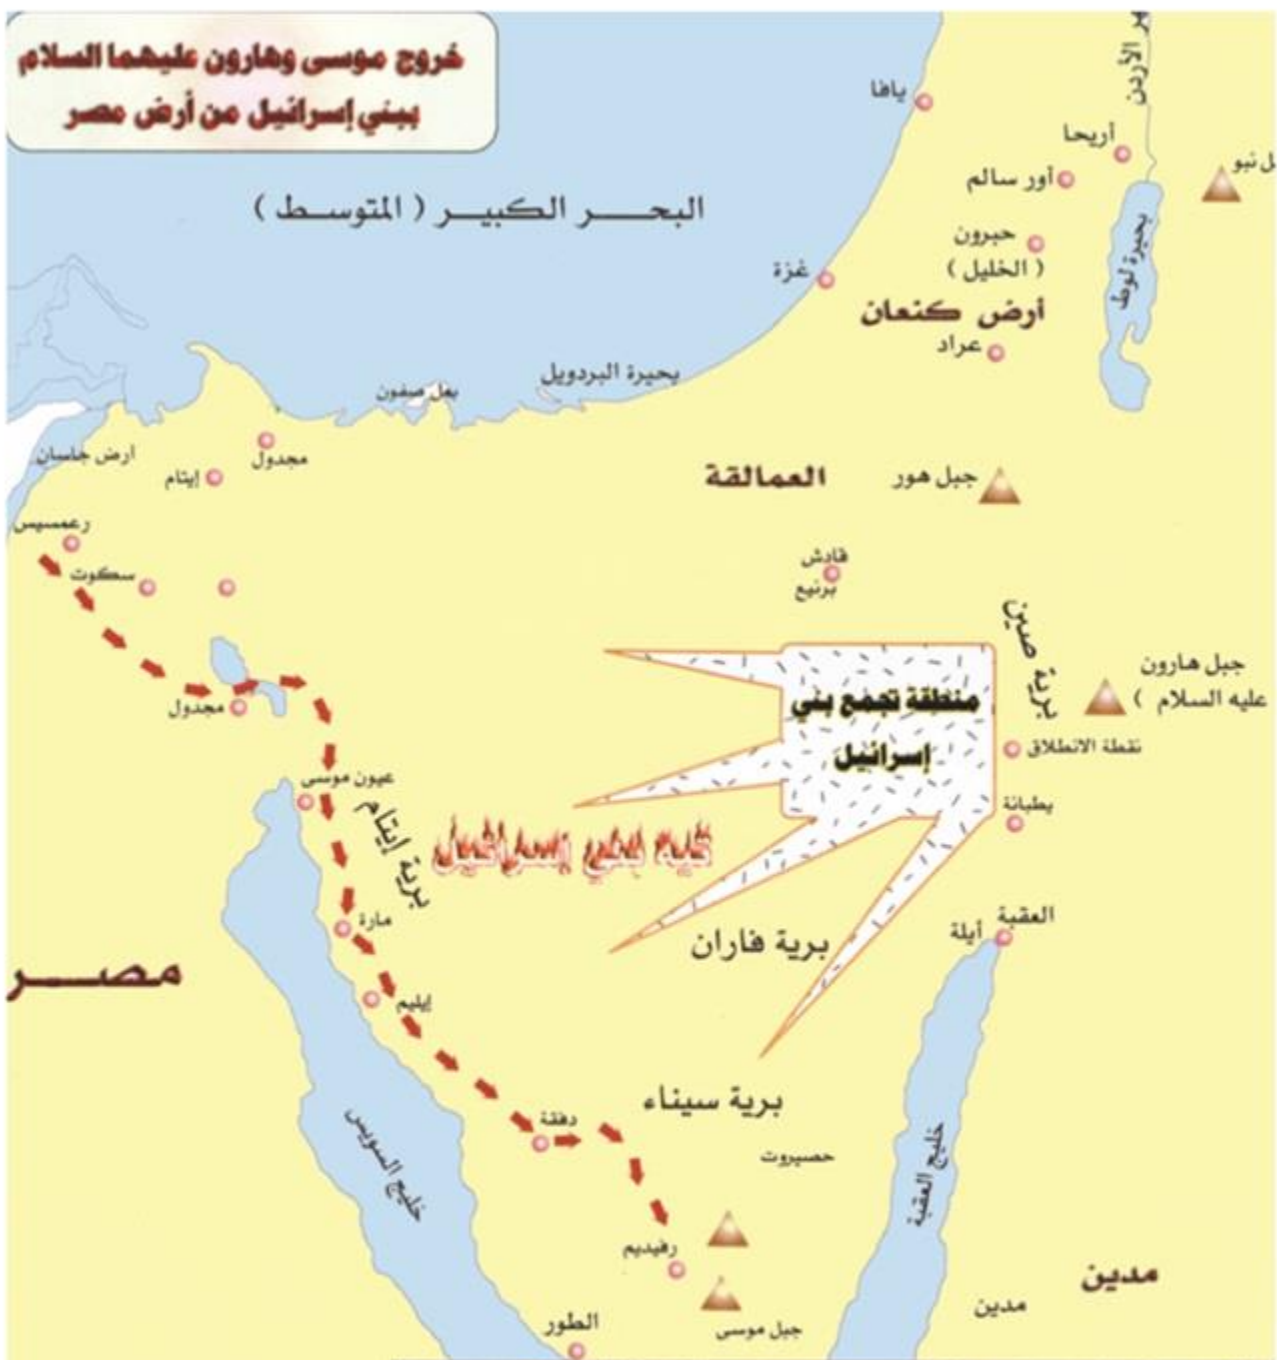 خروج موسى وهارون عليهما السلام
ببني إسرائيل من أرض مصر
البحر الكبير ( المتوسط )
يافا
أريحا
أور سالم
حبرون
( الخليل )
غزة
أرض كنعان
عراد
بحيرة لوط
بحيرة البردويل
بعل صفون
ارض جاسان
مجدول
إيتام
العمالقة
جبل هور
رعمسيس
سكوت
قادش
برنيع
برية صين
جبل هارون
عليه السلام )
منطقة تجمع بني
إسرائيل
نقطة الانطلاق
مجدول
عيون موسى
يطبانة
برية إيتام
تيه بني إسرائيل
مارة
برية فاران
العقبة
أيلة
مصر
إيليم
برية سيناء
دفقة
حصيروت
خليج السويس
خليج العقبة
رفيديم
جبل موسى
الطور
مدين
مدين